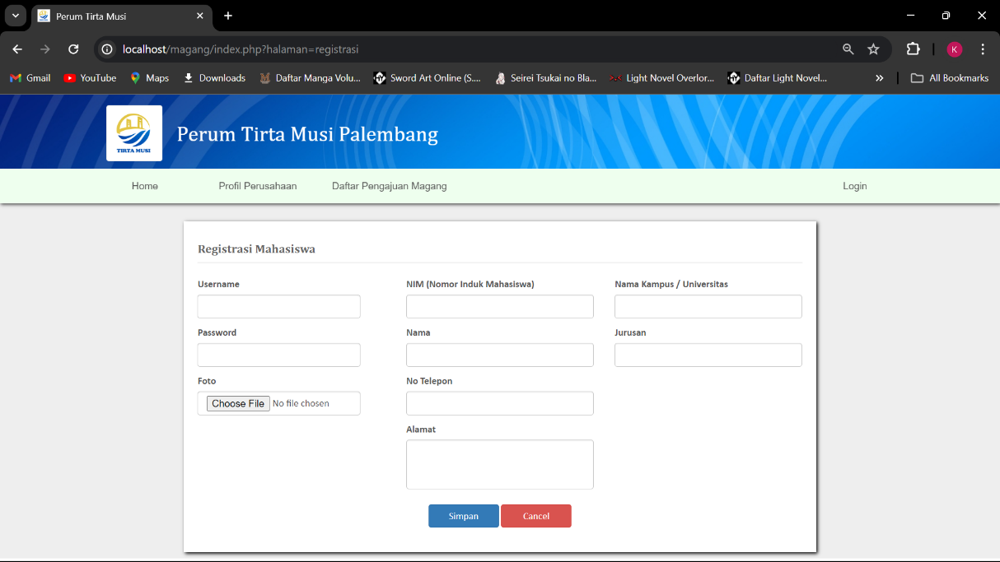 Perum Tirta Musi
localhost/magang/index.php?halaman=registrasi
K
Gmail YouTube Maps Downloads Daftar Manga Volu... Sword Art Online (S.... Seirei Tsukai no Bla... Light Novel Overlor... Daftar Light Novel... » All Bookmarks
TIRTA MUSI
Perum Tirta Musi Palembang
Home Profil Perusahaan Daftar Pengajuan Magang Login
Registrasi Mahasiswa
Username NIM (Nomor Induk Mahasiswa) Nama Kampus / Universitas
Password Nama Jurusan
Foto No Telepon
Choose File No file chosen
Alamat
Simpan Cancel